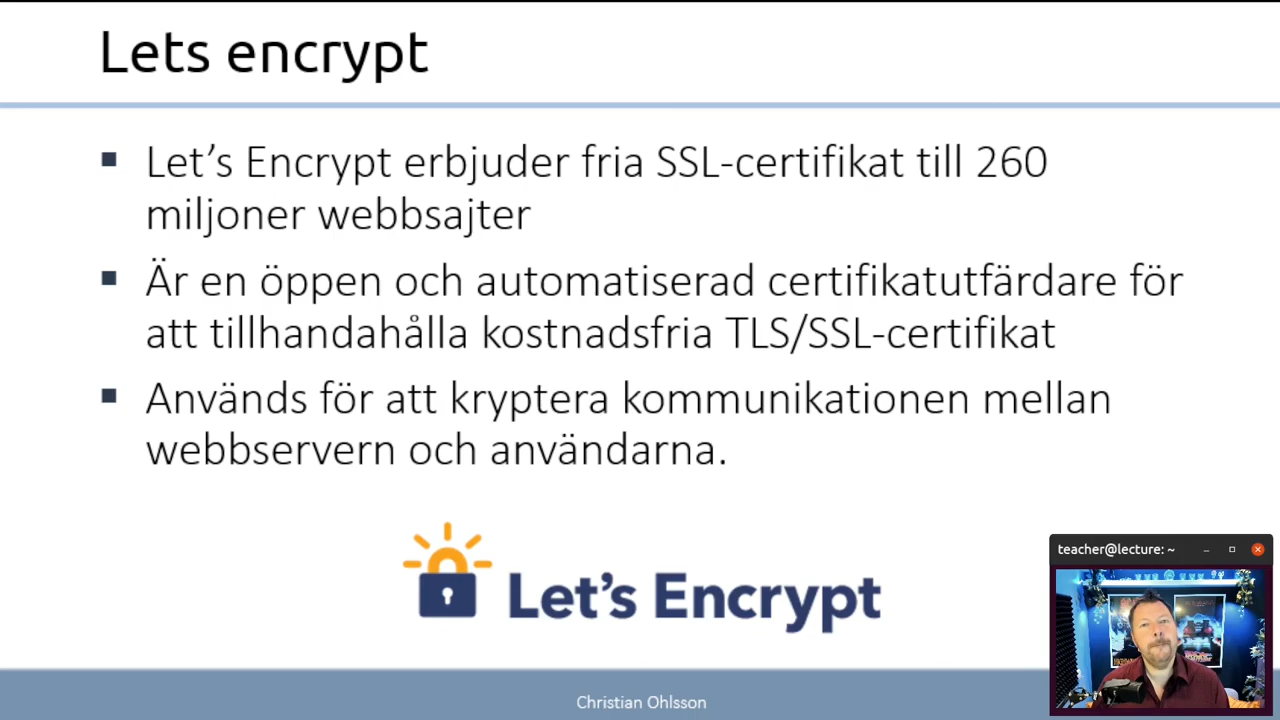 Lets encrypt
Let’s Encrypt erbjuder fria SSL-certifikat till 260
miljoner webbsajter
Är en öppen och automatiserad certifikatutfärdare för
att tillhandahålla kostnadsfria TLS/SSL-certifikat
Används för att kryptera kommunikationen mellan
webbservern och användarna.
Let’s Encrypt
teacher@lecture: ~
Christian Ohlsson